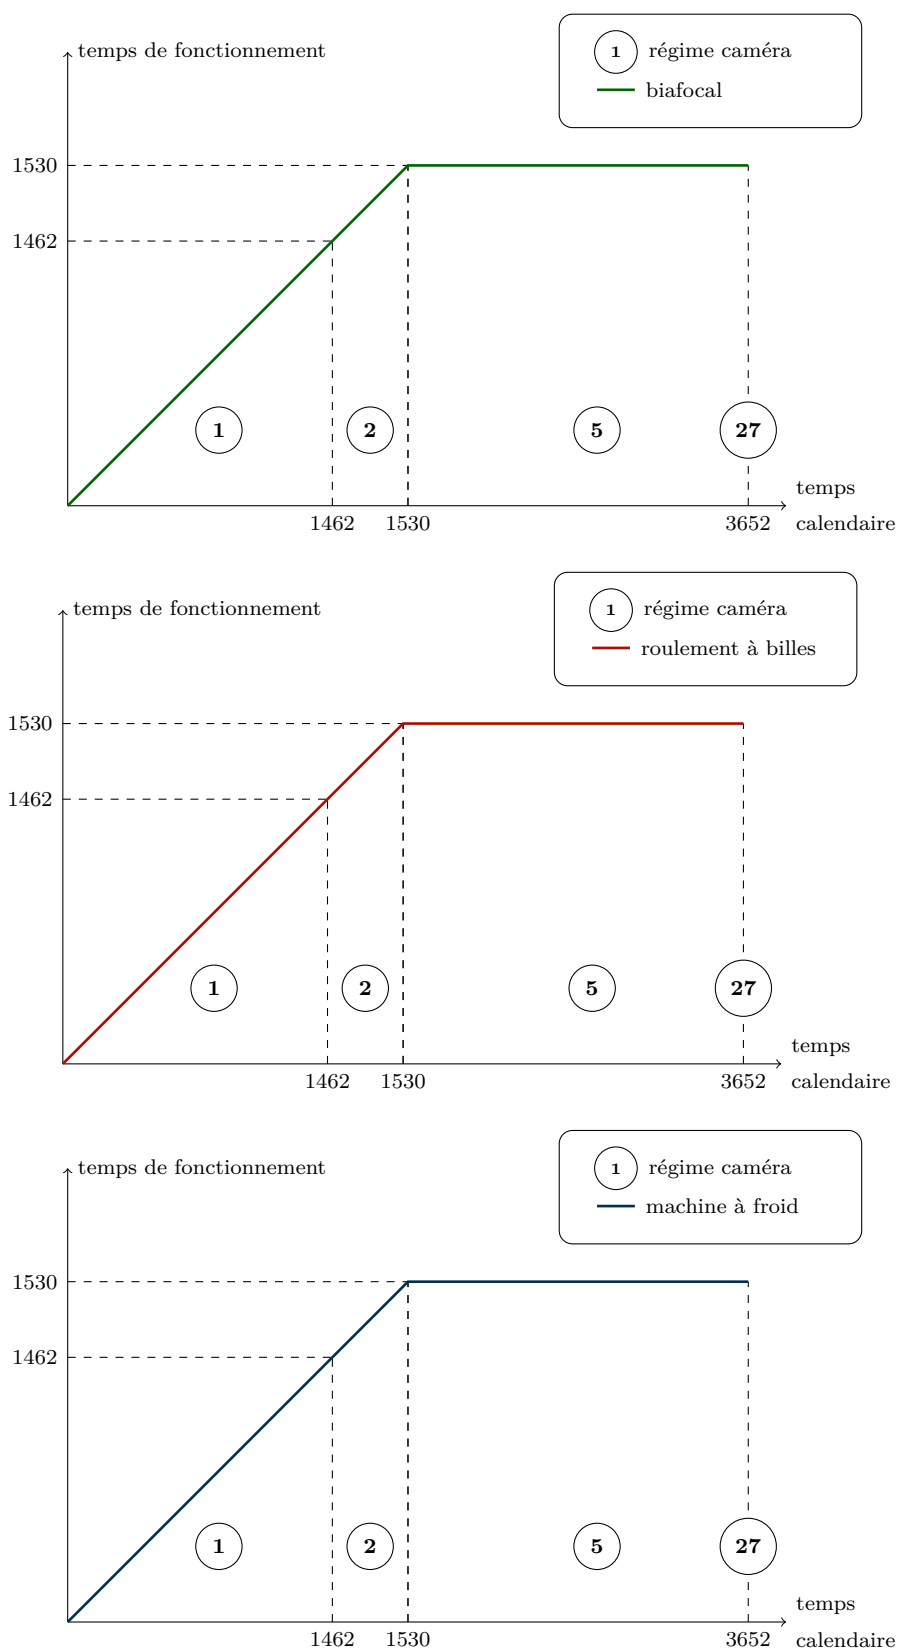 temps de fonctionnement
1 régime caméra
biafocal
1530
1462
1 2 5 27
temps
calendaire
1462 1530 3652
temps de fonctionnement
1 régime caméra
roulement à billes
1530
1462
1 2 5 27
temps
calendaire
1462 1530 3652
temps de fonctionnement
1 régime caméra
machine à froid
1530
1462
1 2 5 27
temps
calendaire
1462 1530 3652